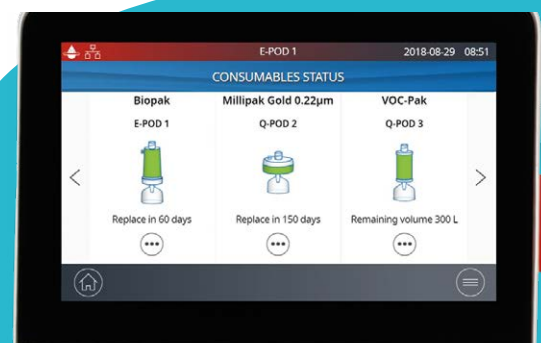 E-POD 1 2018-08-29 08:51
CONSUMABLES STATUS
Biopak Millipak Gold 0.22µm VOC-Pak
E-POD 1 Q-POD 2 Q-POD 3
Replace in 60 days Replace in 150 days Remaining volume 300 L